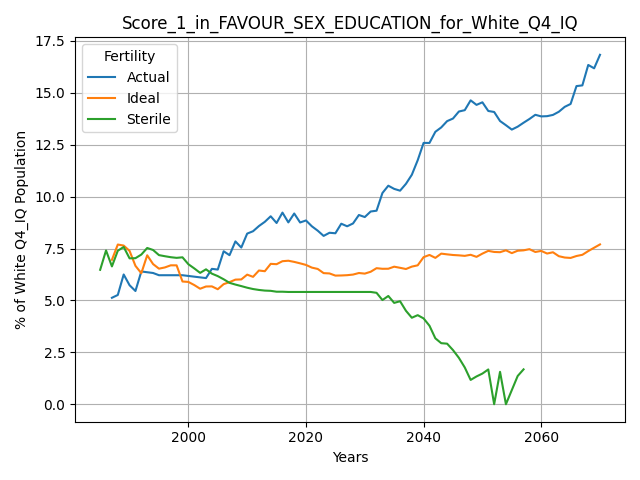 Score_1_in_FAVOUR_SEX_EDUCATION_for_White_Q4_IQ
17.5
15.0
12.5
10.0
7.5
5.0
2.5
0.0
% of White Q4_IQ Population
Fertility
Actual
Ideal
Sterile
2000 2020 2040 2060
Years